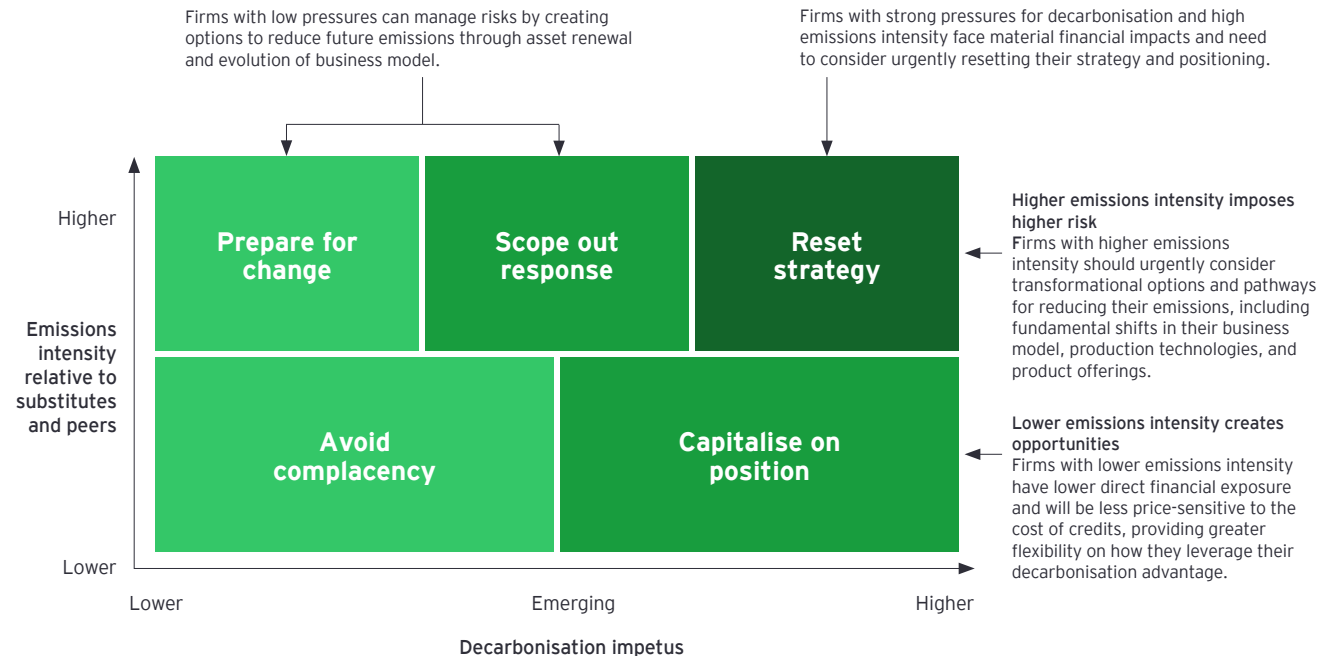 Firms with low pressures can manage risks by creating
options to reduce future emissions through asset renewal
and evolution of business model.
Firms with strong pressures for decarbonisation and high
emissions intensity face material financial impacts and need
to consider urgently resetting their strategy and positioning.
Higher
Emissions
intensity
relative to
substitutes
and peers
Lower
Prepare for
change
Scope out
response
Reset
strategy
Avoid
complacency
Capitalise on
position
Higher emissions intensity imposes
higher risk
Firms with higher emissions
intensity should urgently consider
transformational options and pathways
for reducing their emissions, including
fundamental shifts in their business
model, production technologies, and
product offerings.
Lower emissions intensity creates
opportunities
Firms with lower emissions intensity
have lower direct financial exposure
and will be less price-sensitive to the
cost of credits, providing greater
flexibility on how they leverage their
decarbonisation advantage.
Lower
Emerging
Higher
Decarbonisation impetus